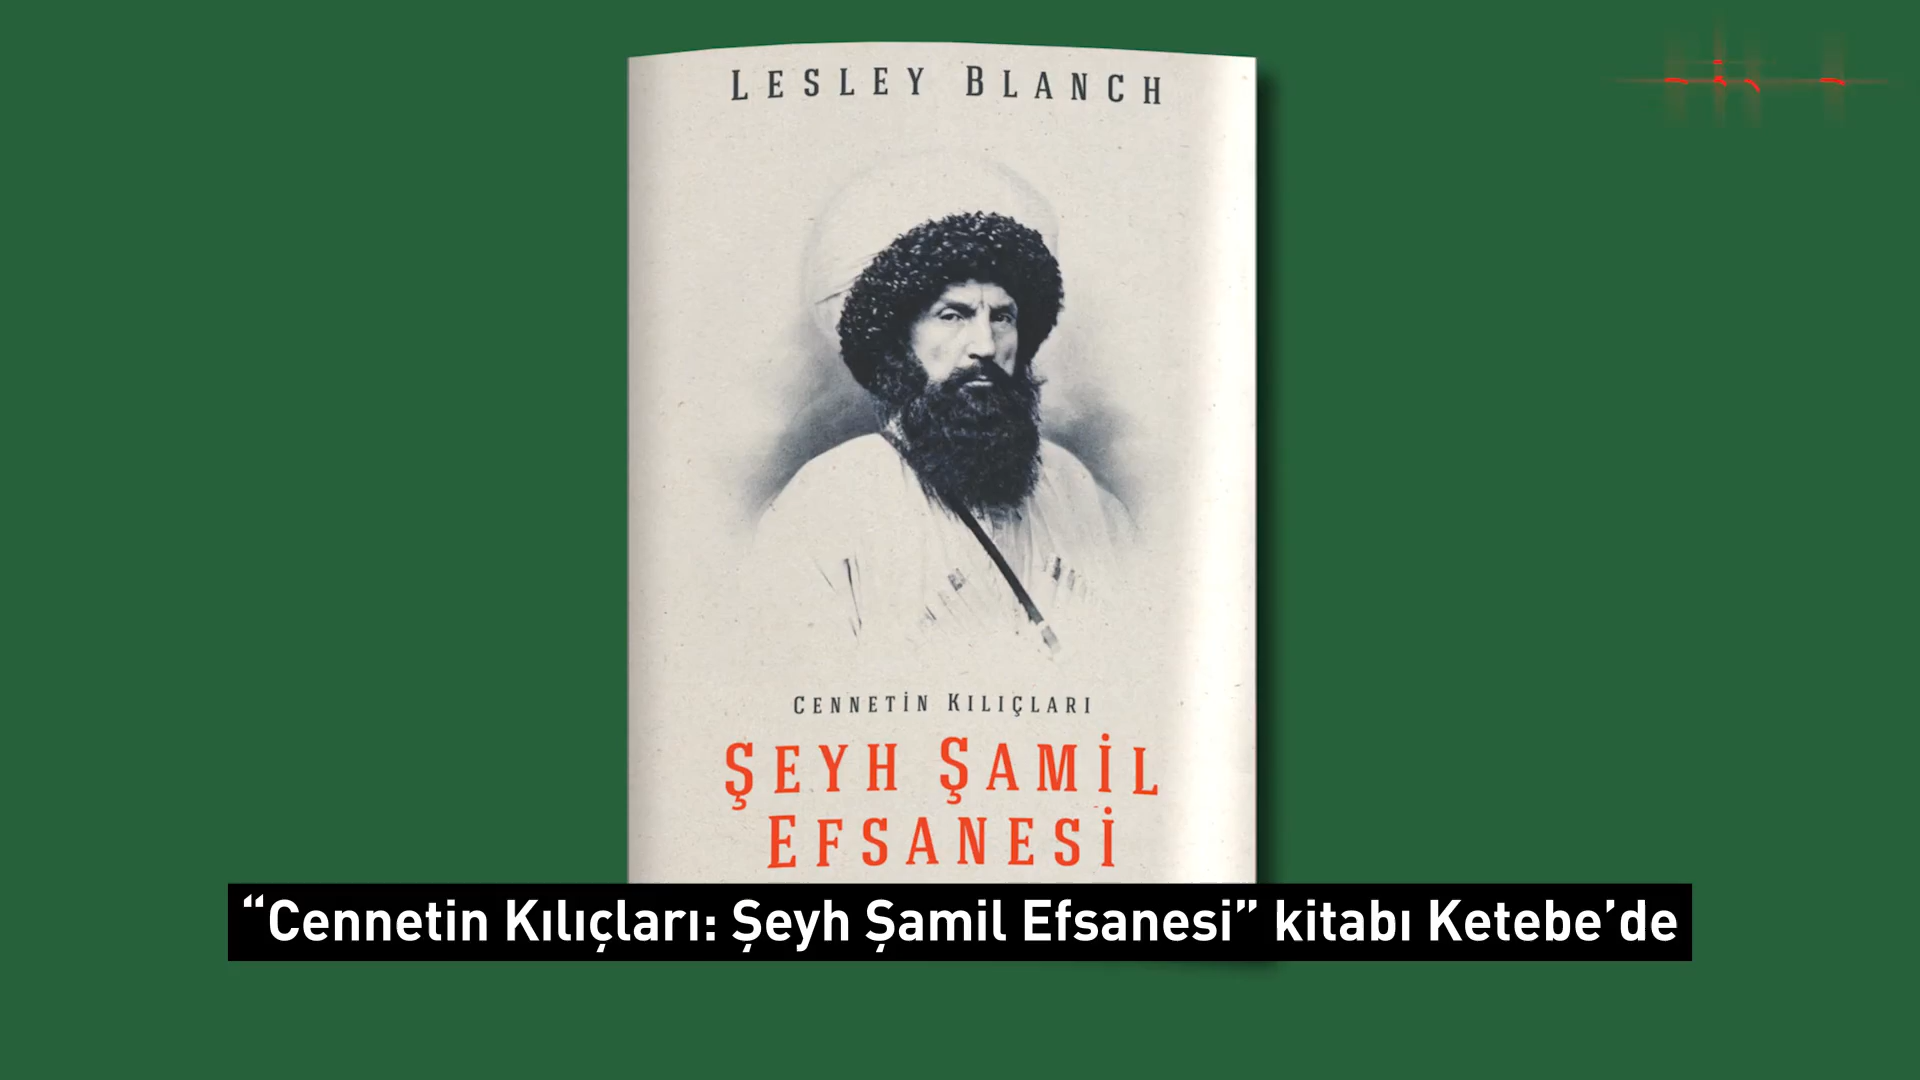 LESLEY BLANCH
CENNETİN KILIÇLARI
ŞEYH ŞAMİL
EFSANESİ
“Cennetin Kılıçları: Şeyh Şamil Efsanesi” kitabı Ketebe’de